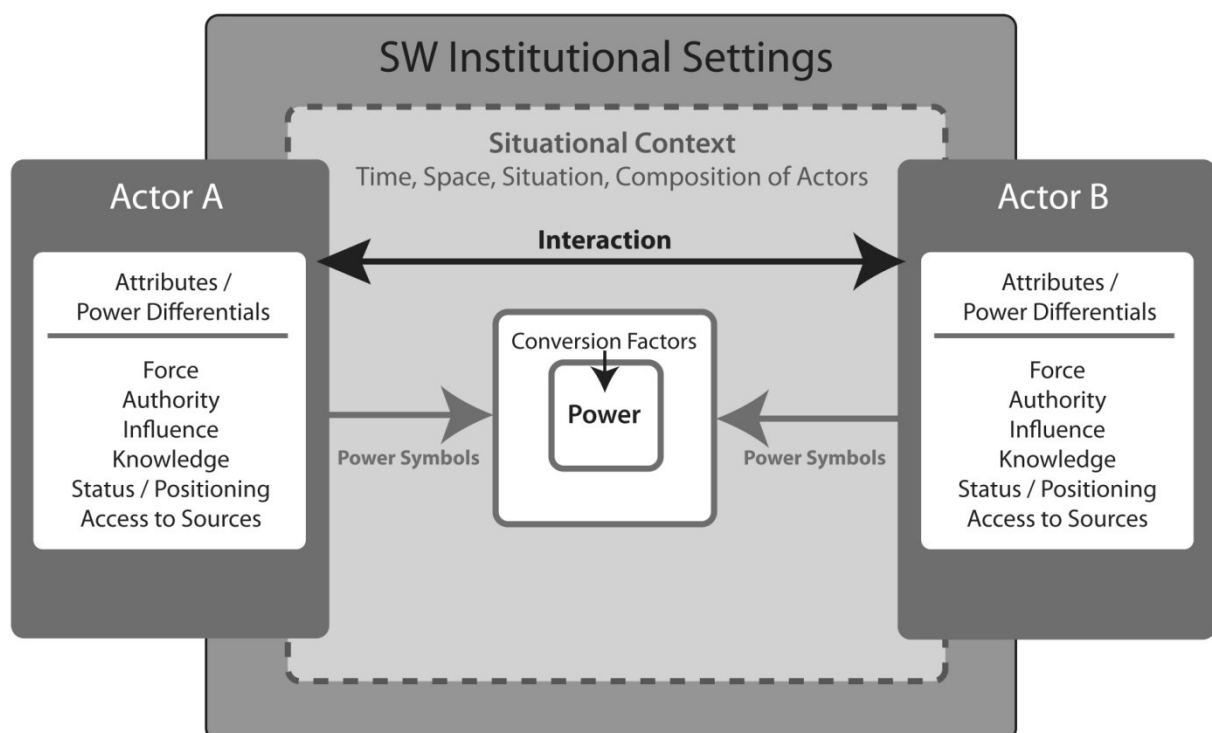 SW Institutional Settings
Situational Context
Time, Space, Situation, Composition of Actors
Actor A
Attributes /
Power Differentials
Force
Authority
Influence
Knowledge
Status / Positioning
Access to Sources
Interaction
Conversion Factors
Power
Power Symbols
Power Symbols
Actor B
Attributes /
Power Differentials
Force
Authority
Influence
Knowledge
Status / Positioning
Access to Sources